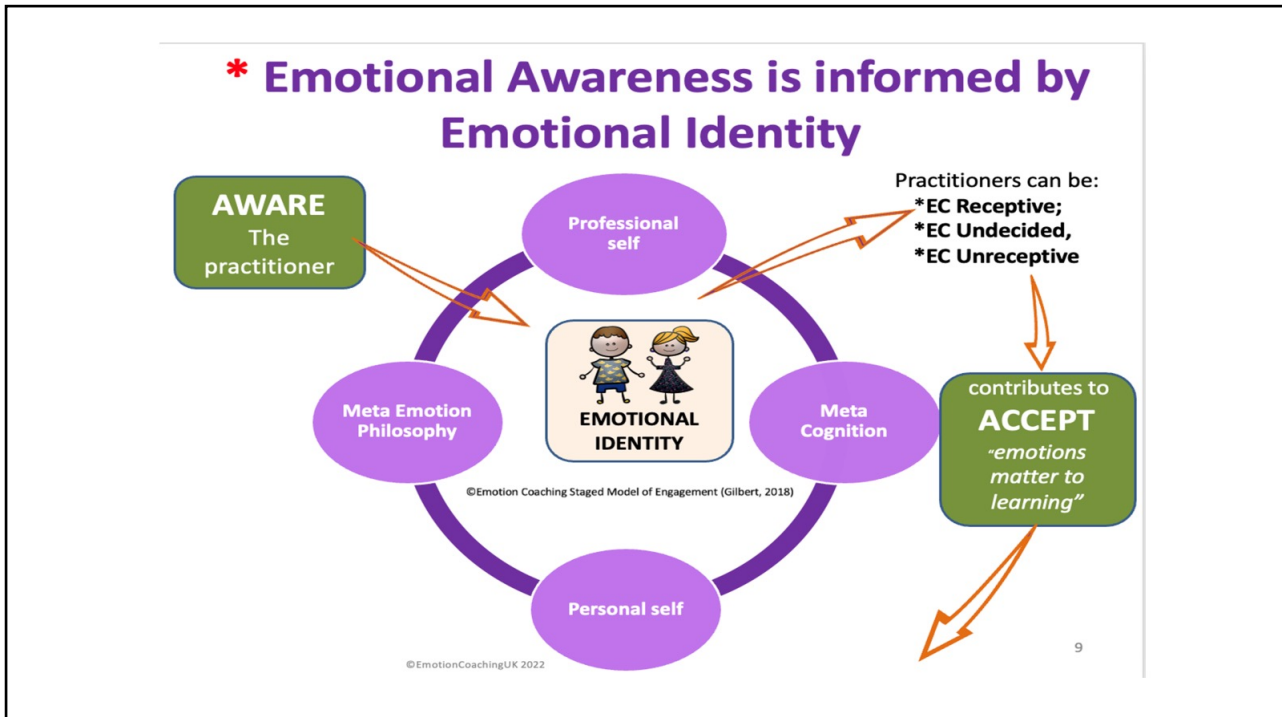 * Emotional Awareness is informed by
Emotional Identity
AWARE
The
practitioner
Professional
self
Practitioners can be:
*EC Receptive;
*EC Undecided,
*EC Unreceptive
Meta Emotion
Philosophy
EMOTIONAL
IDENTITY
Meta
Cognition
contributes to
ACCEPT
"emotions
matter to
learning"
©Emotion Coaching Staged Model of Engagement (Gilbert, 2018)
Personal self
©EmotionCoachingUK 2022
9